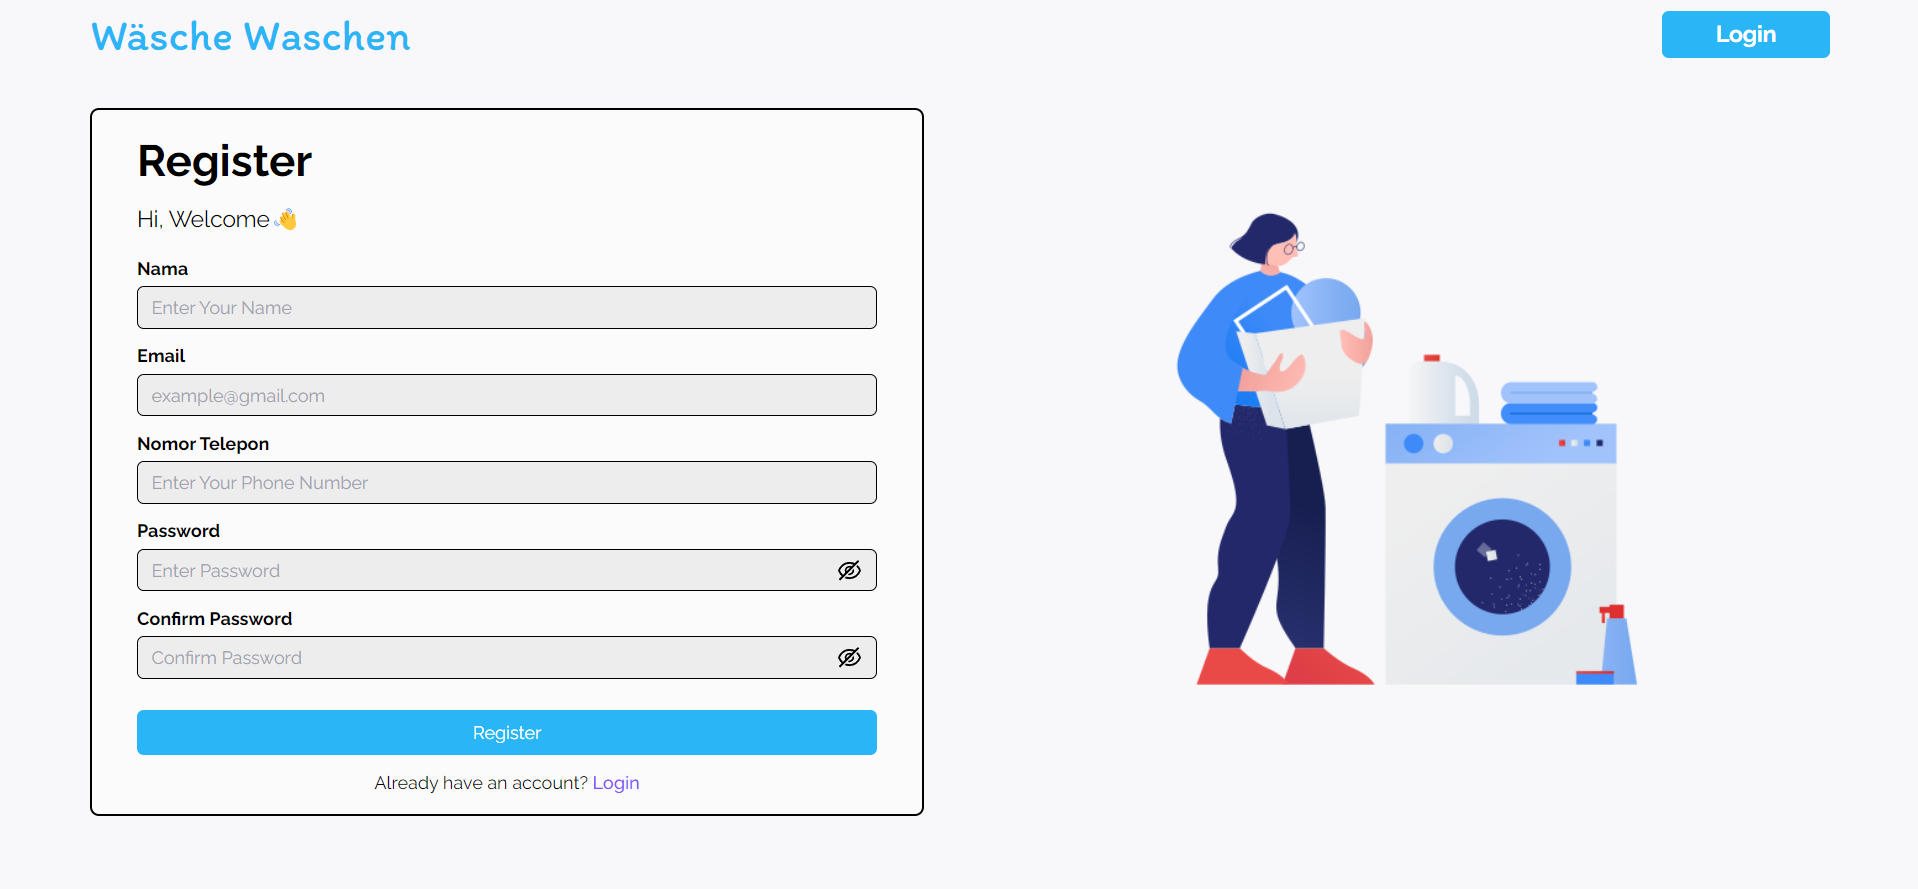 Wäsche Waschen
Login
Register
Hi, Welcome 👋
Nama
Enter Your Name
Email
example@gmail.com
Nomor Telepon
Enter Your Phone Number
Password
Enter Password
Confirm Password
Confirm Password
Register
Already have an account? Login